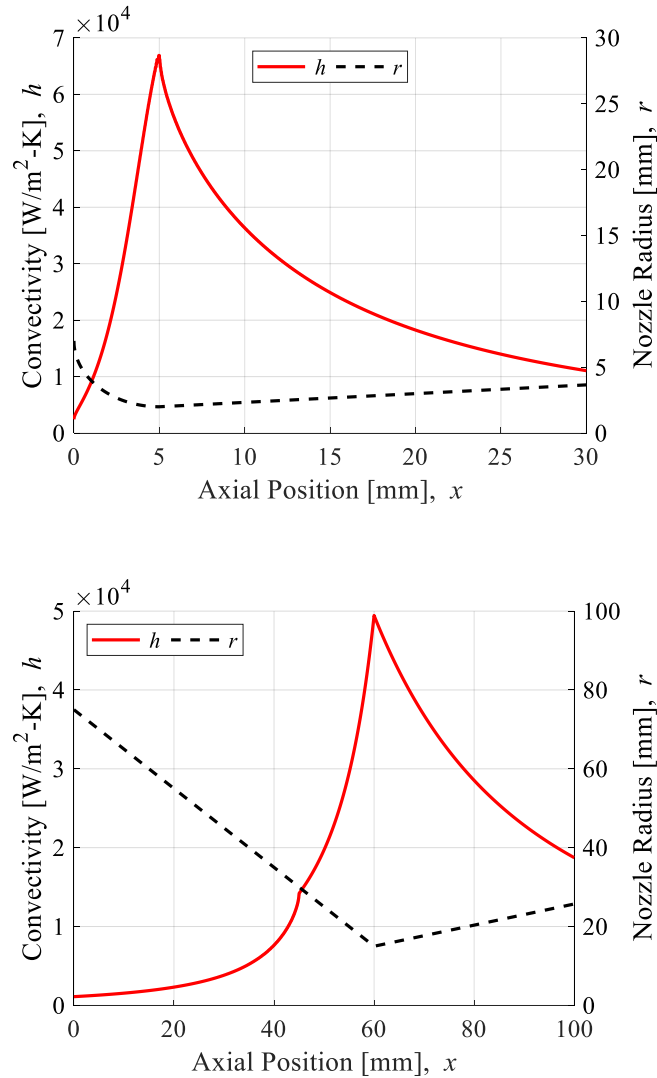 ×10⁴
7
6
5
4
3
2
1
0
30
25
20
15
10
5
0
h r
0 5 10 15 20 25 30
Convectivity [W/m²-K], h
Nozzle Radius [mm], r
Axial Position [mm], x
×10⁴
5
4
3
2
1
0
100
80
60
40
20
0
h r
0 20 40 60 80 100
Convectivity [W/m²-K], h
Nozzle Radius [mm], r
Axial Position [mm], x